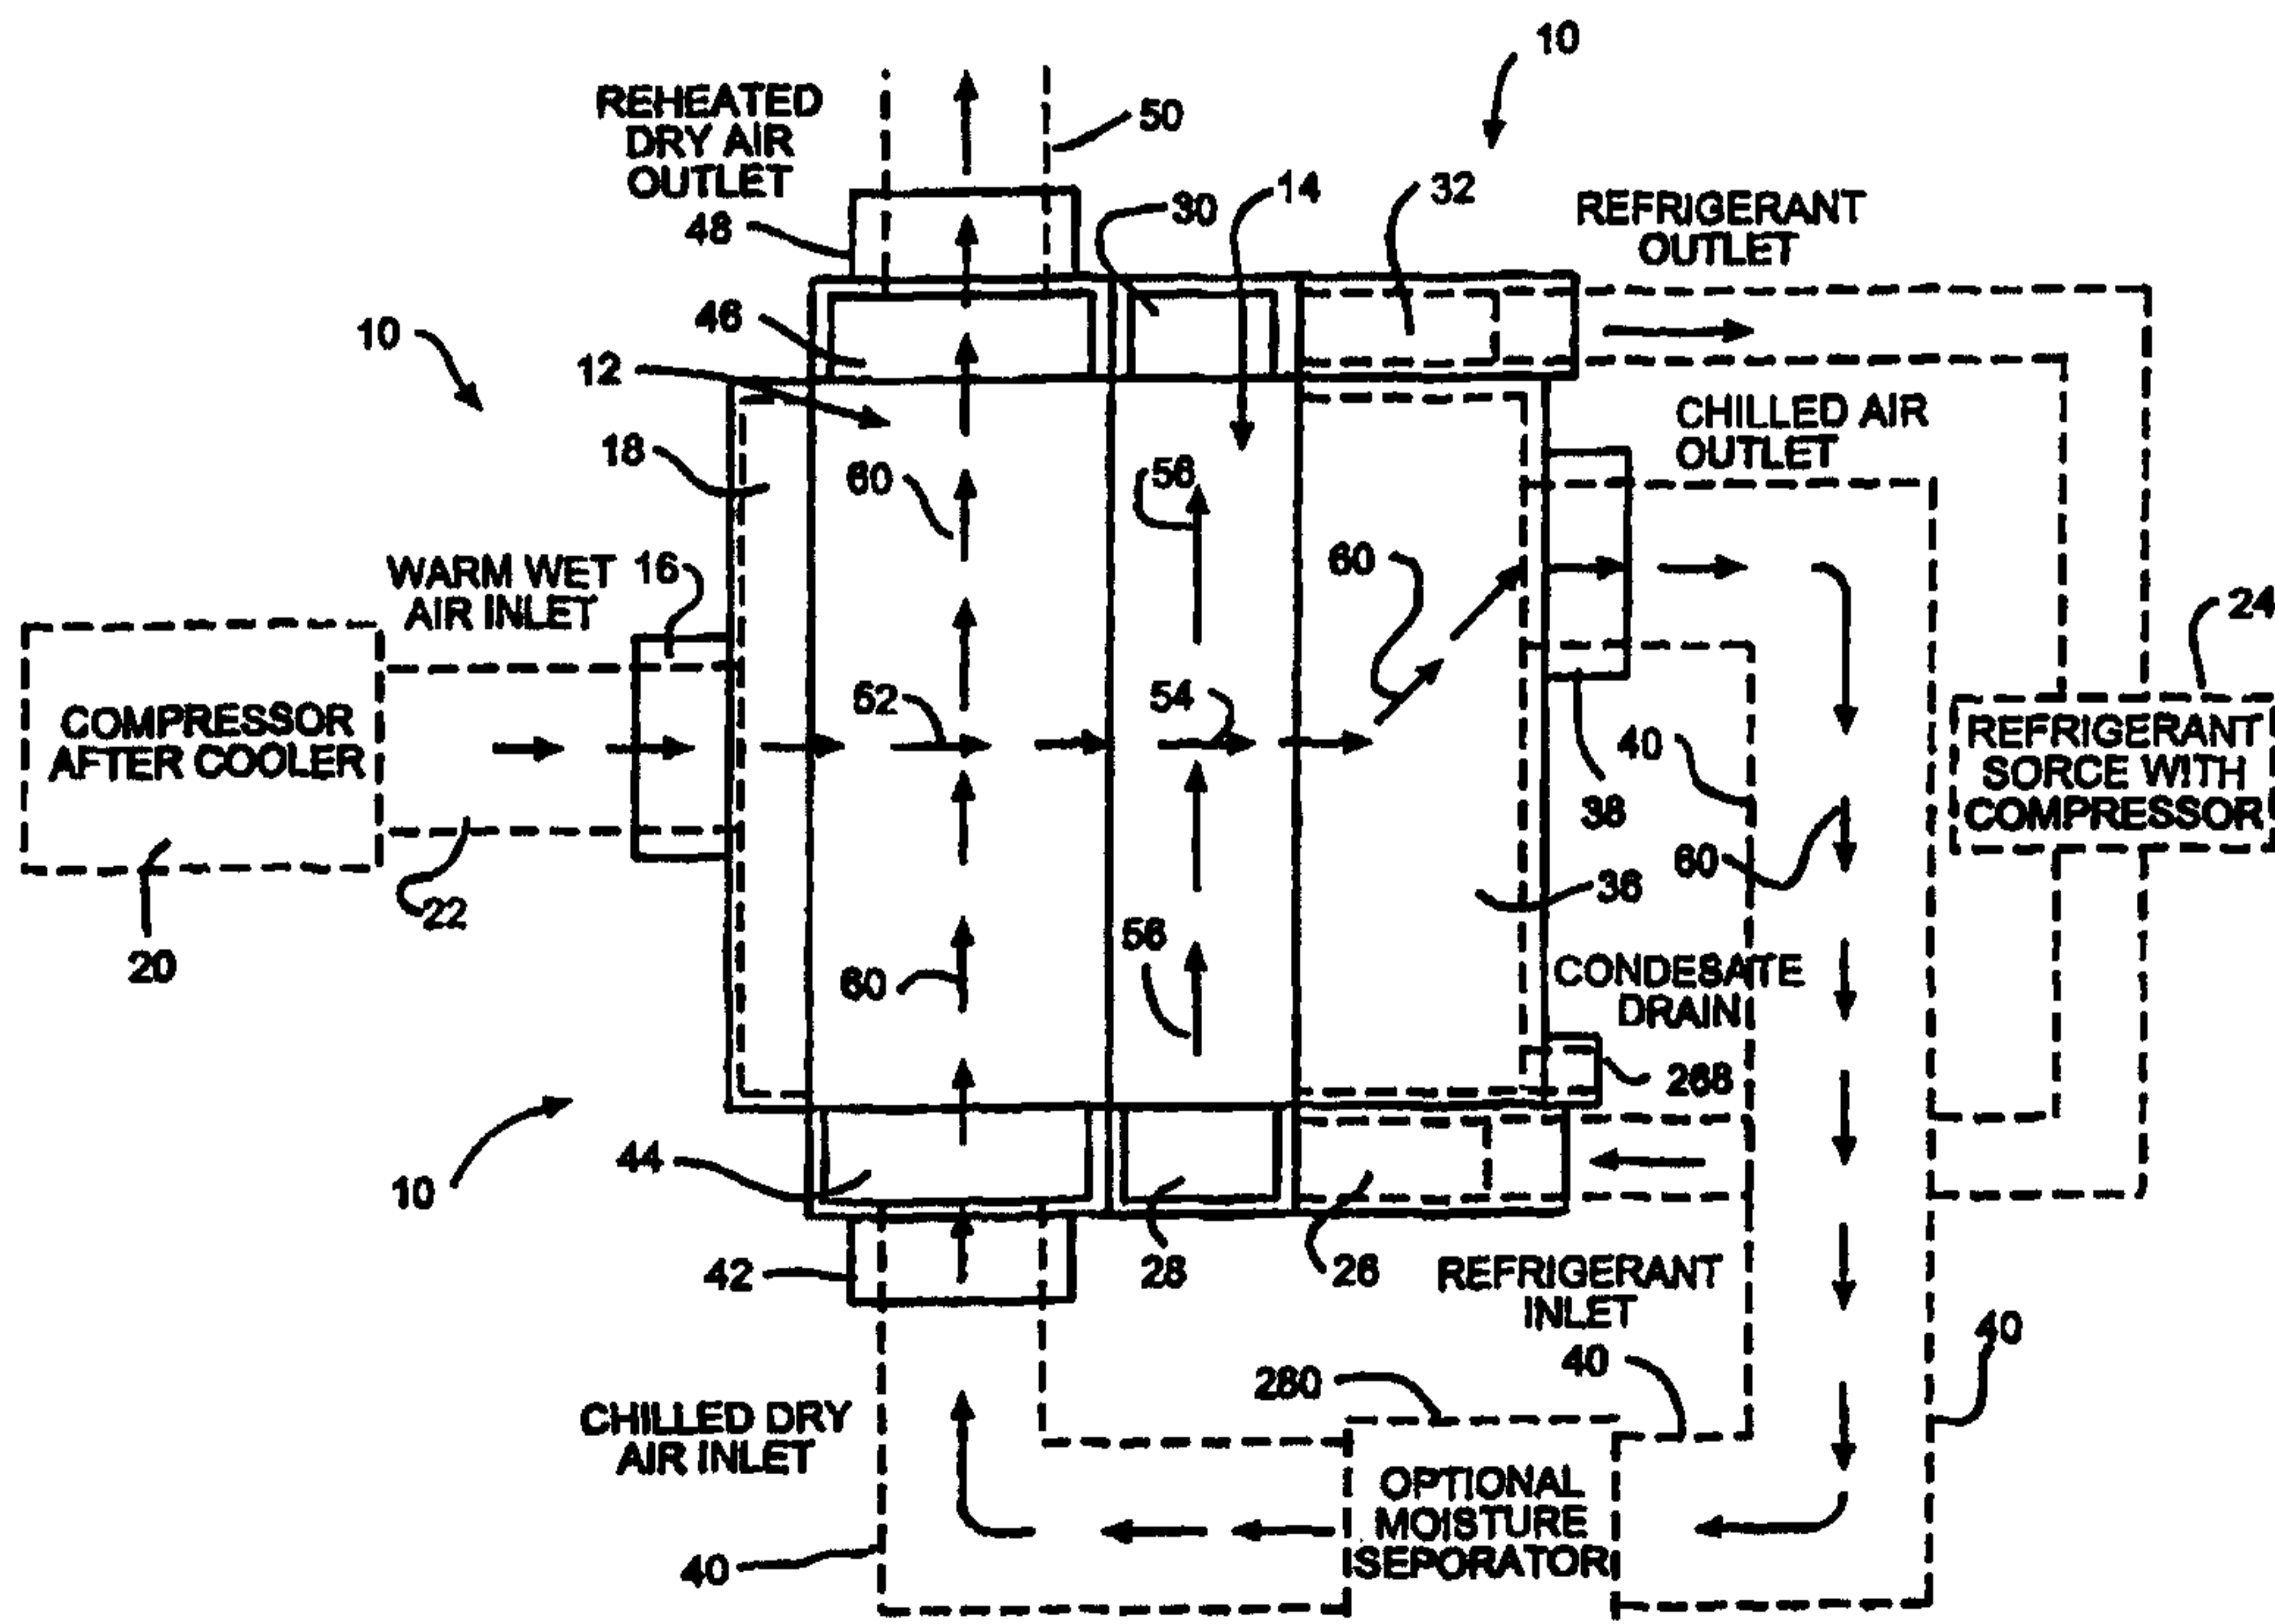 10
REHEATED
DRY AIR
OUTLET
50
14
32
30
48
REFRIGERANT
OUTLET
46
10
12
18
CHILLED AIR
OUTLET
60
56
60
WARM WET
AIR INLET
16
24
COMPRESSOR
AFTER COOLER
52
54
40
REFRIGERANT
SORCE WITH
COMPRESSOR
38
60
22
36
20
56
60
CONDESATE
DRAIN
268
44
10
42
28
26
REFRIGERANT
INLET
40
40
280
CHILLED DRY
AIR INLET
OPTIONAL
MOISTURE
SEPORATOR
40